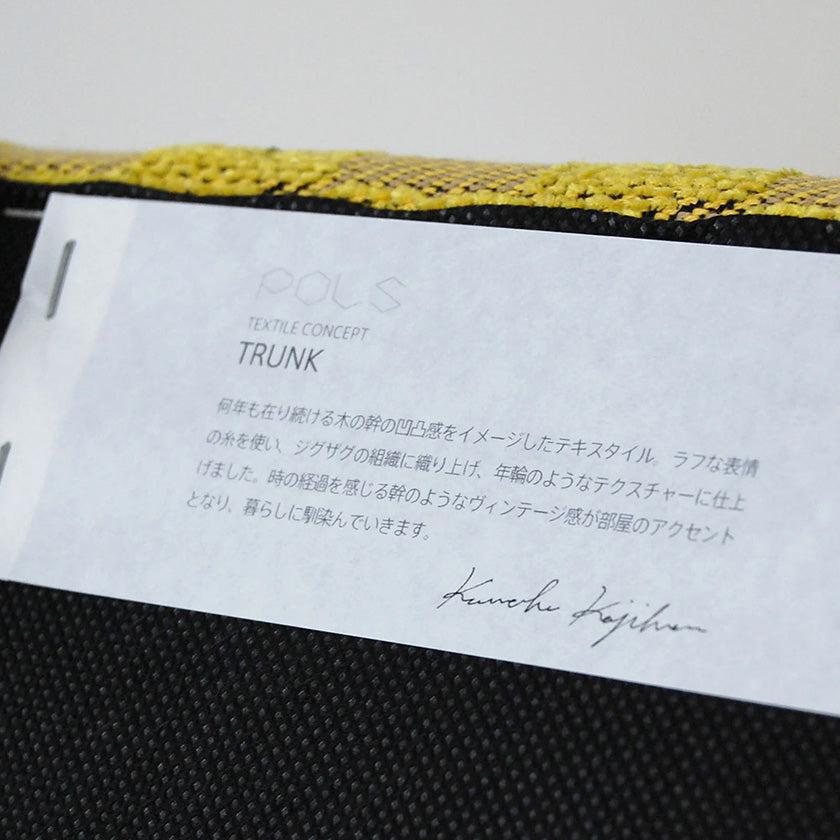 POLS
TEXTILE CONCEPT
TRUNK
何年も在り続ける木の幹の凹凸感をイメージしたテキスタイル。ラフな表情
の糸を使い、ジグザグの組織に織り上げ、年輪のようなテクスチャーに仕上
げました。時の経過を感じる幹のようなヴィンテージ感が部屋のアクセント
となり、暮らしに馴染んでいきます。